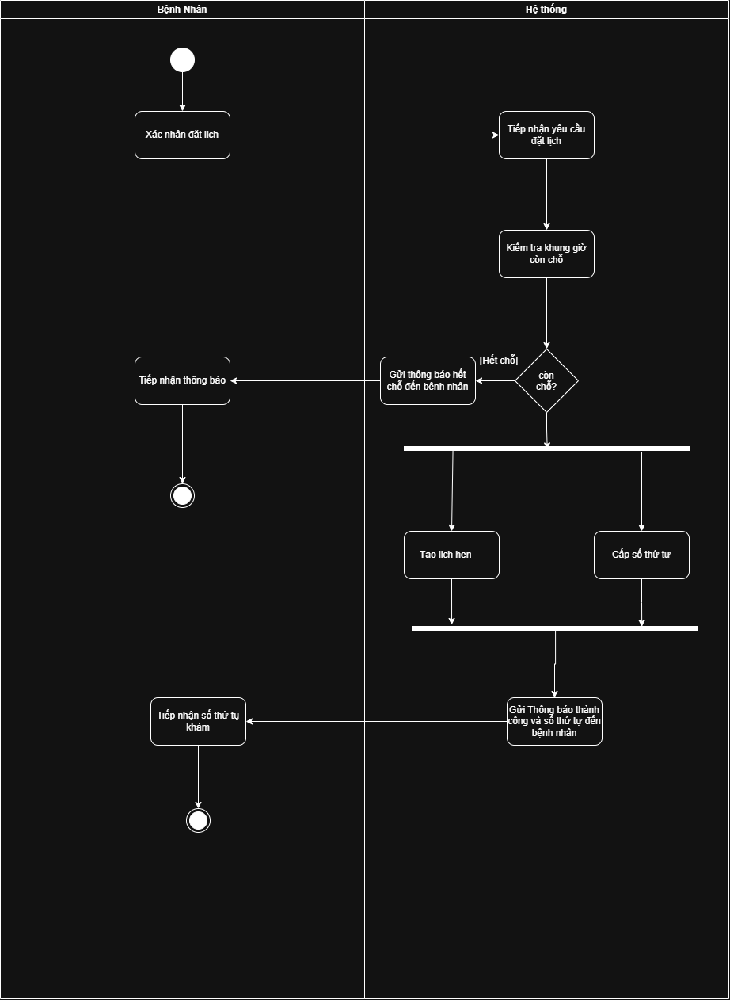 Bệnh Nhân
Hệ thống
Xác nhận đặt lịch
Tiếp nhận yêu cầu
đặt lịch
Kiểm tra khung giờ
còn chỗ
[Hết chỗ]
còn
chỗ?
Gửi thông báo hết
chỗ đến bệnh nhân
Tiếp nhận thông báo
Tạo lịch hen
Cấp số thứ tự
Gửi Thông báo thành
công và số thứ tự đến
bệnh nhân
Tiếp nhận số thứ tụ
khám